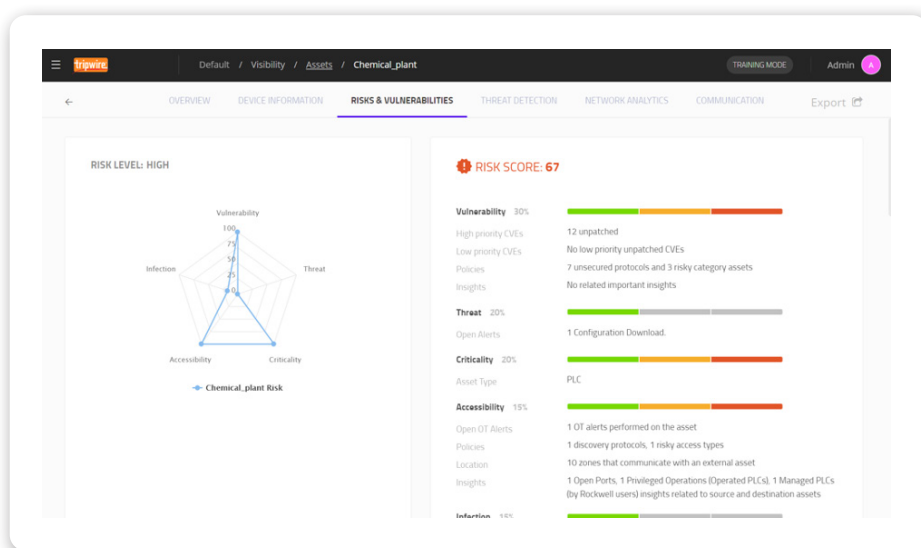 tripwire
Default / Visibility / Assets / Chemical_plant
TRAINING MODE
Admin A
OVERVIEW DEVICE INFORMATION RISKS & VULNERABILITIES THREAT DETECTION NETWORK ANALYTICS COMMUNICATION Export
RISK LEVEL: HIGH
Vulnerability
100
75
50
25
0
Infection
Threat
Accessibility
Criticality
Chemical_plant Risk
RISK SCORE: 67
Vulnerability 30%
High priority CVEs 12 unpatched
Low priority CVEs No low priority unpatched CVEs
Policies 7 unsecured protocols and 3 risky category assets
Insights No related important insights
Threat 20%
Open Alerts 1 Configuration Download.
Criticality 20%
Asset Type PLC
Accessibility 15%
Open OT Alerts 1 OT alerts performed on the asset
Policies 1 discovery protocols, 1 risky access types
Location 10 zones that communicate with an external asset
Insights 1 Open Ports, 1 Privileged Operations (Operated PLCs), 1 Managed PLCs
(by Rockwell users) insights related to source and destination assets
Infection 15%